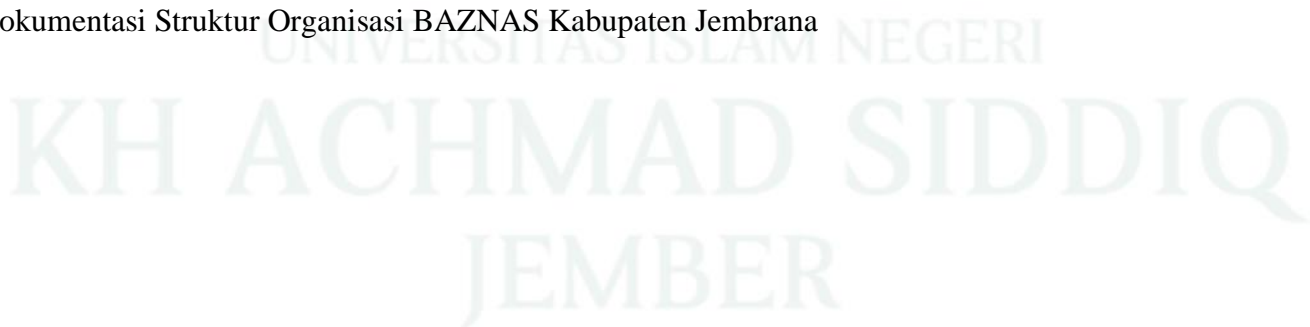 okumentasi Struktur Organisasi BAZNAS Kabupaten Jembrana
UNIVERSITAS ISLAM NEGERI
KH ACHMAD SIDDIQ
JEMBER